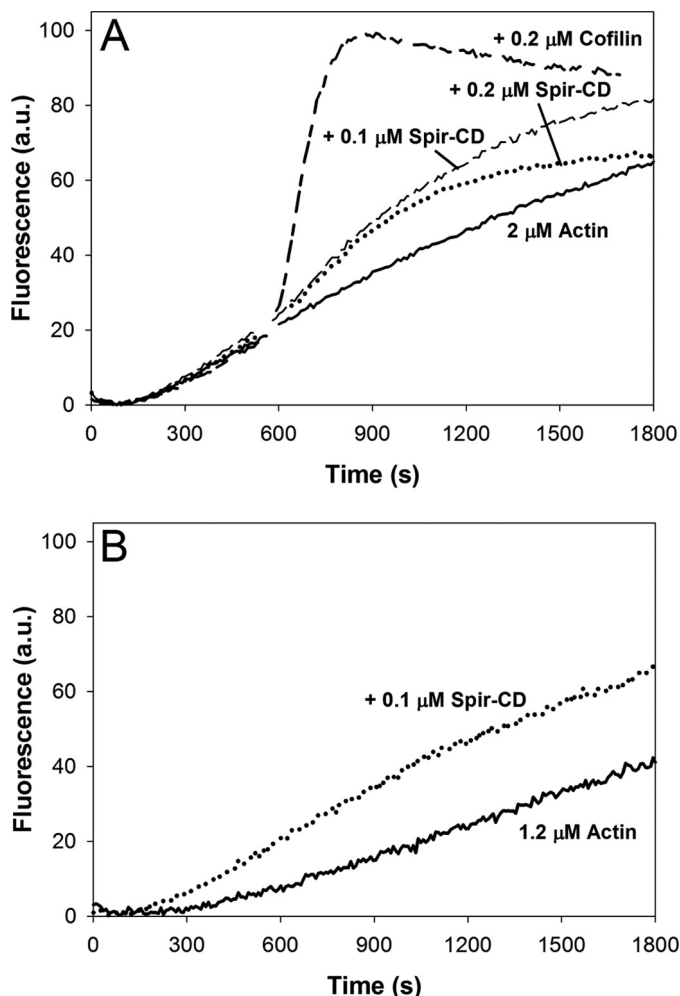 A
100
80
60
40
20
0
Fluorescence (a.u.)
+ 0.2 μM Cofilin
+ 0.2 μM Spir-CD
+ 0.1 μM Spir-CD
2 μM Actin
0 300 600 900 1200 1500 1800
Time (s)
B
100
80
60
40
20
0
Fluorescence (a.u.)
+ 0.1 μM Spir-CD
1.2 μM Actin
0 300 600 900 1200 1500 1800
Time (s)